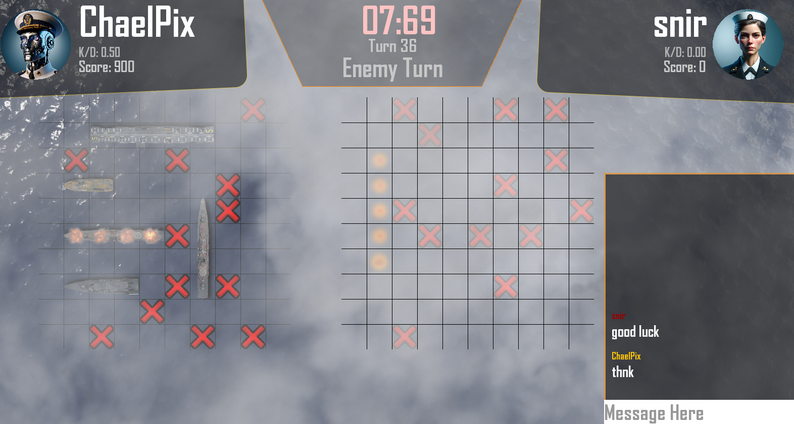 ChaelPix
K/D: 0.50
Score: 900
07:69
Turn 36
Enemy Turn
snir
K/D: 0.00
Score: 0
snir
good luck
ChaelPix
thnk
Message Here